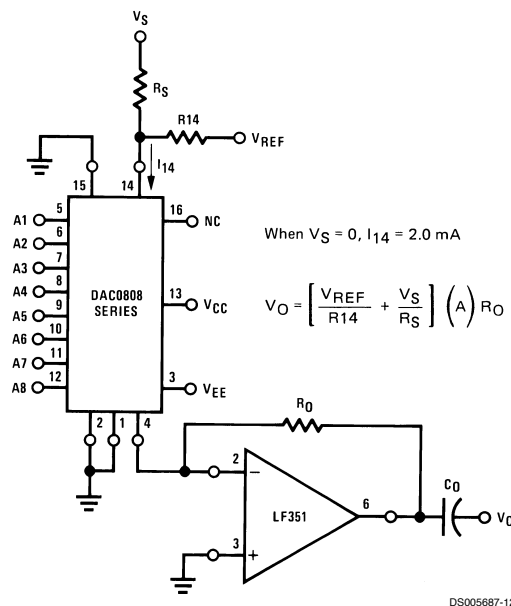 VS
RS
R14
VREF
I14
15
14
A1
5
A2
6
A3
7
A4
8
A5
9
A6
10
A7
11
A8
12
DAC0808
SERIES
16
NC
13
VCC
3
VEE
2
1
4
When VS = 0, I14 = 2.0 mA
VO = [VREF/R14 + VS/RS] (A) RO
RO
2
−
LF351
6
CO
VO
3
+
DS005687-12